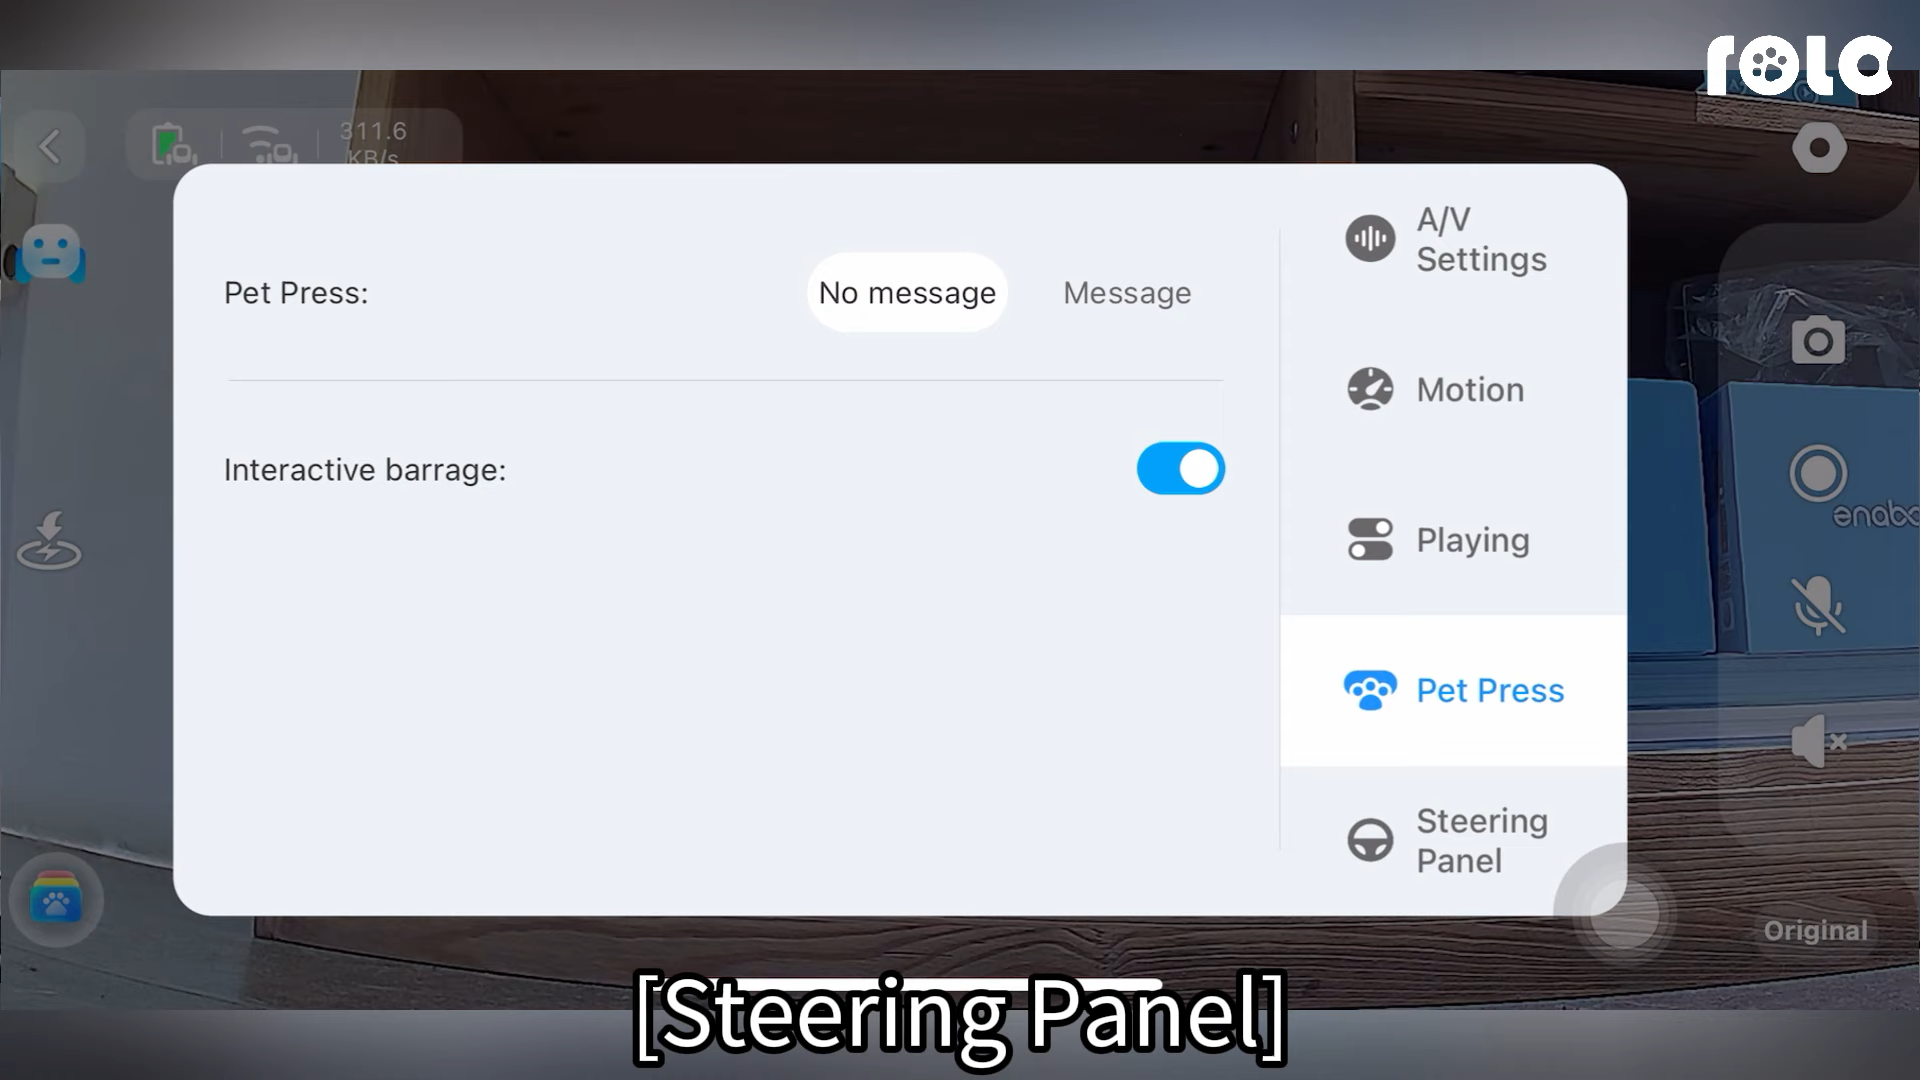 rola
311.6
KB/s
A/V
Settings
Pet Press:
No message
Message
Motion
Interactive barrage:
enabo
Playing
Pet Press
Steering
Panel
Original
[Steering Panel]